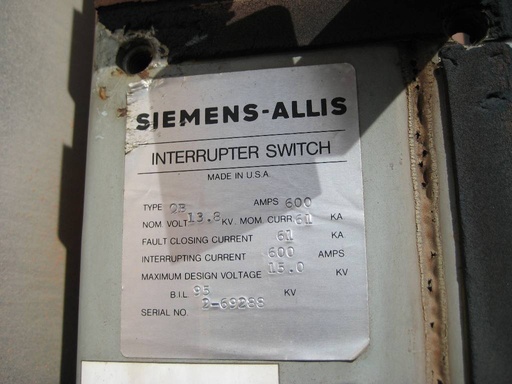 SIEMENS-ALLIS
INTERRUPTER SWITCH
MADE IN U.S.A.
TYPE 2B AMPS 600
NOM VOLT 13.8 KV. MOM. CURR 61 KA
FAULT CLOSING CURRENT 61 KA.
INTERRUPTING CURRENT 600 AMPS
MAXIMUM DESIGN VOLTAGE 15.0 KV
B.I.L. 95 KV
SERIAL NO. 2-69288